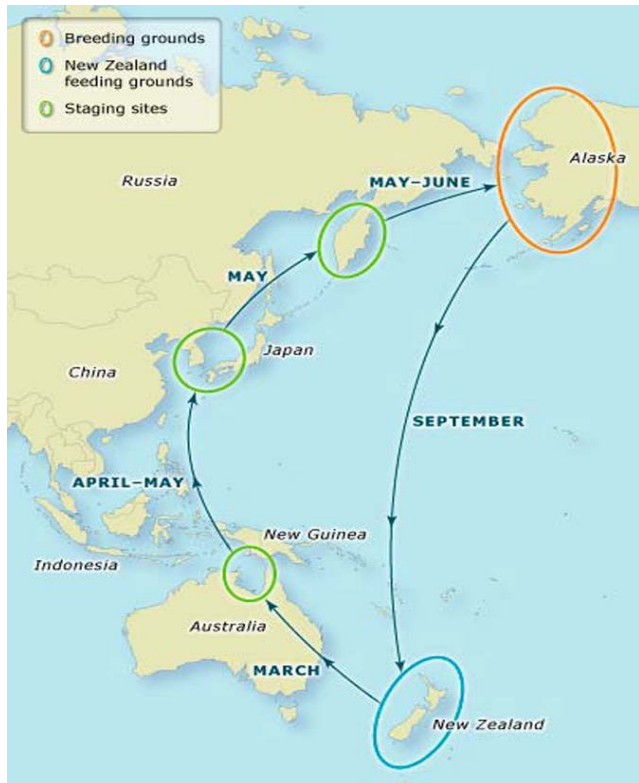 Breeding grounds
New Zealand
feeding grounds
Staging sites
Alaska
Russia
MAY–JUNE
MAY
Japan
China
SEPTEMBER
APRIL–MAY
New Guinea
Indonesia
Australia
MARCH
New Zealand